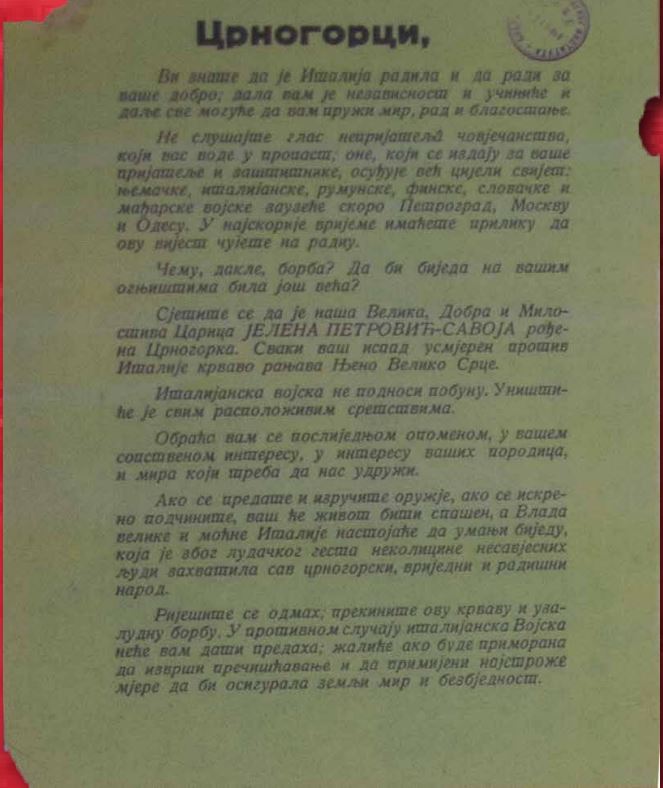 Црногорци,
Ви знате да је Италија радила и да ради за
ваше добро; дала вам је независност и учиниће и
даље све могуће да вам пружи мир, рад и благостање.
Не слушајте глас непријатеља човјечанства,
који вас воде у пропаст; оне, који се издају за ваше
пријатеље и заштитнике, осуђује већ цијели свијет:
њемачке, италијанске, румунске, финске, словачке и
мађарске војске заузеће скоро Петроград, Москву
и Одесу. У најскорије вријеме имаћете прилику да
ову вијест чујете на радиу.
Чему, дакле, борба? Да би биједа на вашим
огњиштима била још већа?
Сјетите се да је наша Велика, Добра и Мило-
стива Царица ЈЕЛЕНА ПЕТРОВИЋ-САВОЈА рође-
на Црногорка. Сваки ваш испад усмјерен против
Италије крваво рањава Њено Велико Срце.
Италијанска војска не подноси побуну. Уништи-
ће је свим расположивим сретствима.
Обраћа вам се послиједњом опоменом, у вашем
сопственом интересу, у интересу ваших породица,
и мира који треба да нас удружи.
Ако се предате и изручите оружје, ако се искре-
но подчините, ваш ће живот бити спашен, а Влада
велике и моћне Италије настојаће да умањи биједу,
која је због лудачког геста неколицине несавјесних
људи захватила сав црногорски, вриједни и радишни
народ.
Ријешите се одмах; прекините ову крваву и уза-
лудну борбу. У противном случају италијанска Војска
неће вам дати предаха; жалиће ако буде приморана
да изврши пречишћавање и да примијени најстроже
мјере да би осигурала земљи мир и безбједност.